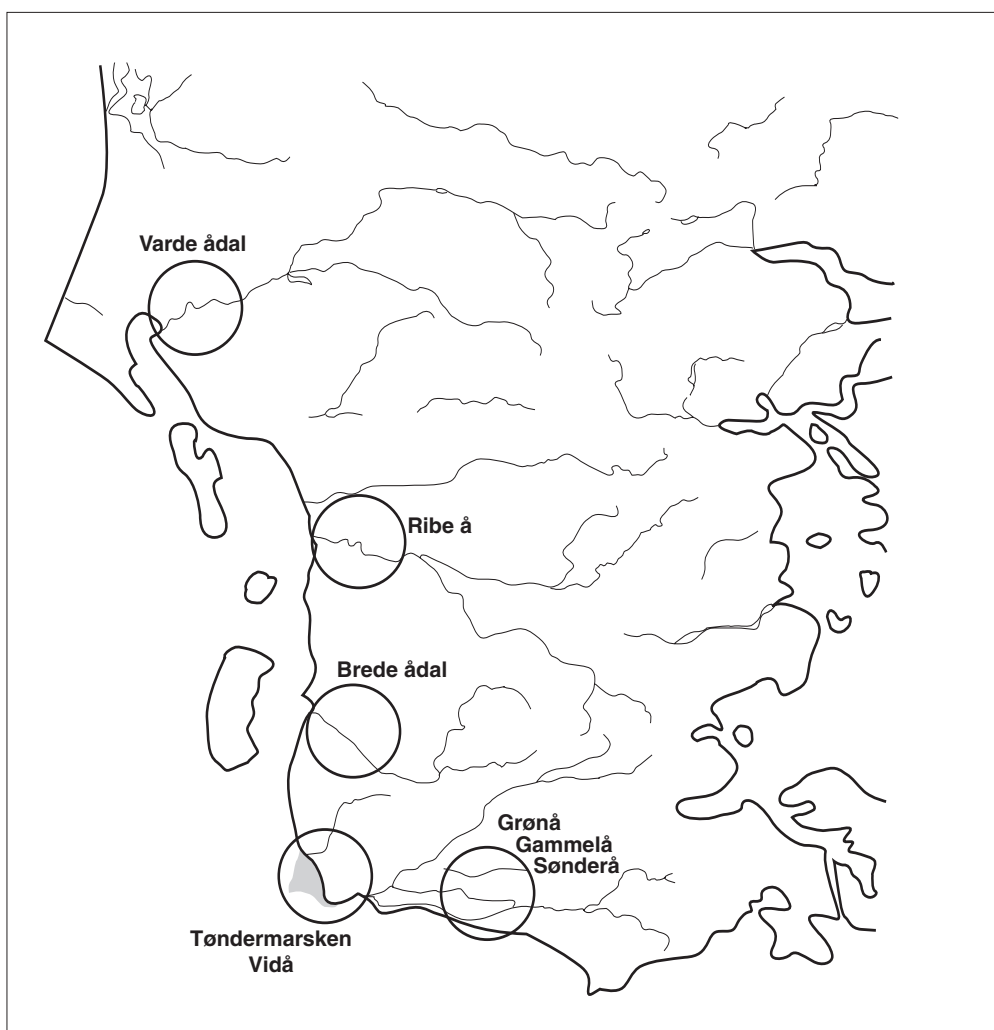 Varde ådal
Ribe å
Brede ådal
Grønå
Gammelå
Sønderå
Tøndermarsken
Vidå